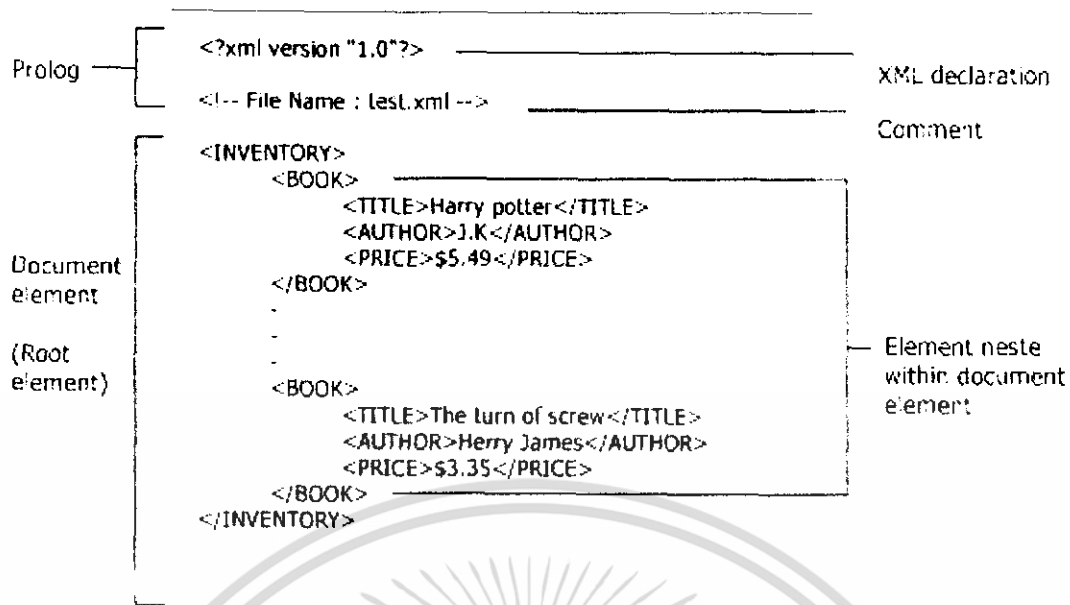 <?xml version "1.0"?>
Prolog
XML declaration
<!-- File Name : test.xml -->
Comment
<INVENTORY>
<BOOK>
<TITLE>Harry potter</TITLE>
<AUTHOR>J.K</AUTHOR>
<PRICE>$5.49</PRICE>
</BOOK>
-
-
-
<BOOK>
<TITLE>The turn of screw</TITLE>
<AUTHOR>Herry James</AUTHOR>
<PRICE>$3.35</PRICE>
</BOOK>
</INVENTORY>
Document
element
(Root
element)
Element neste
within document
element